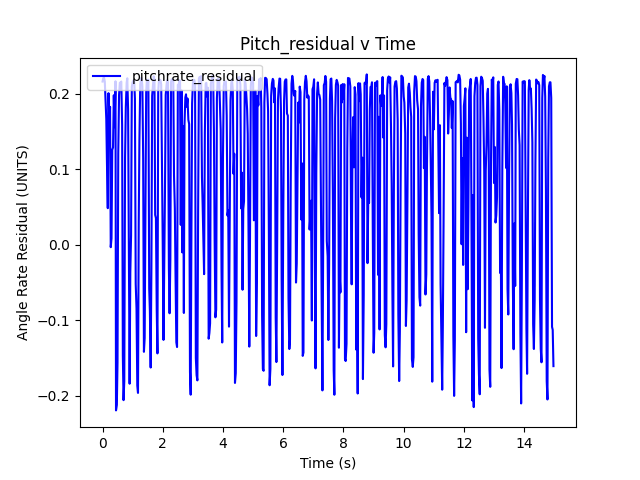 Pitch_residual v Time
pitchrate_residual
Angle Rate Residual (UNITS)
0.2
0.1
0.0
−0.1
−0.2
0 2 4 6 8 10 12 14
Time (s)